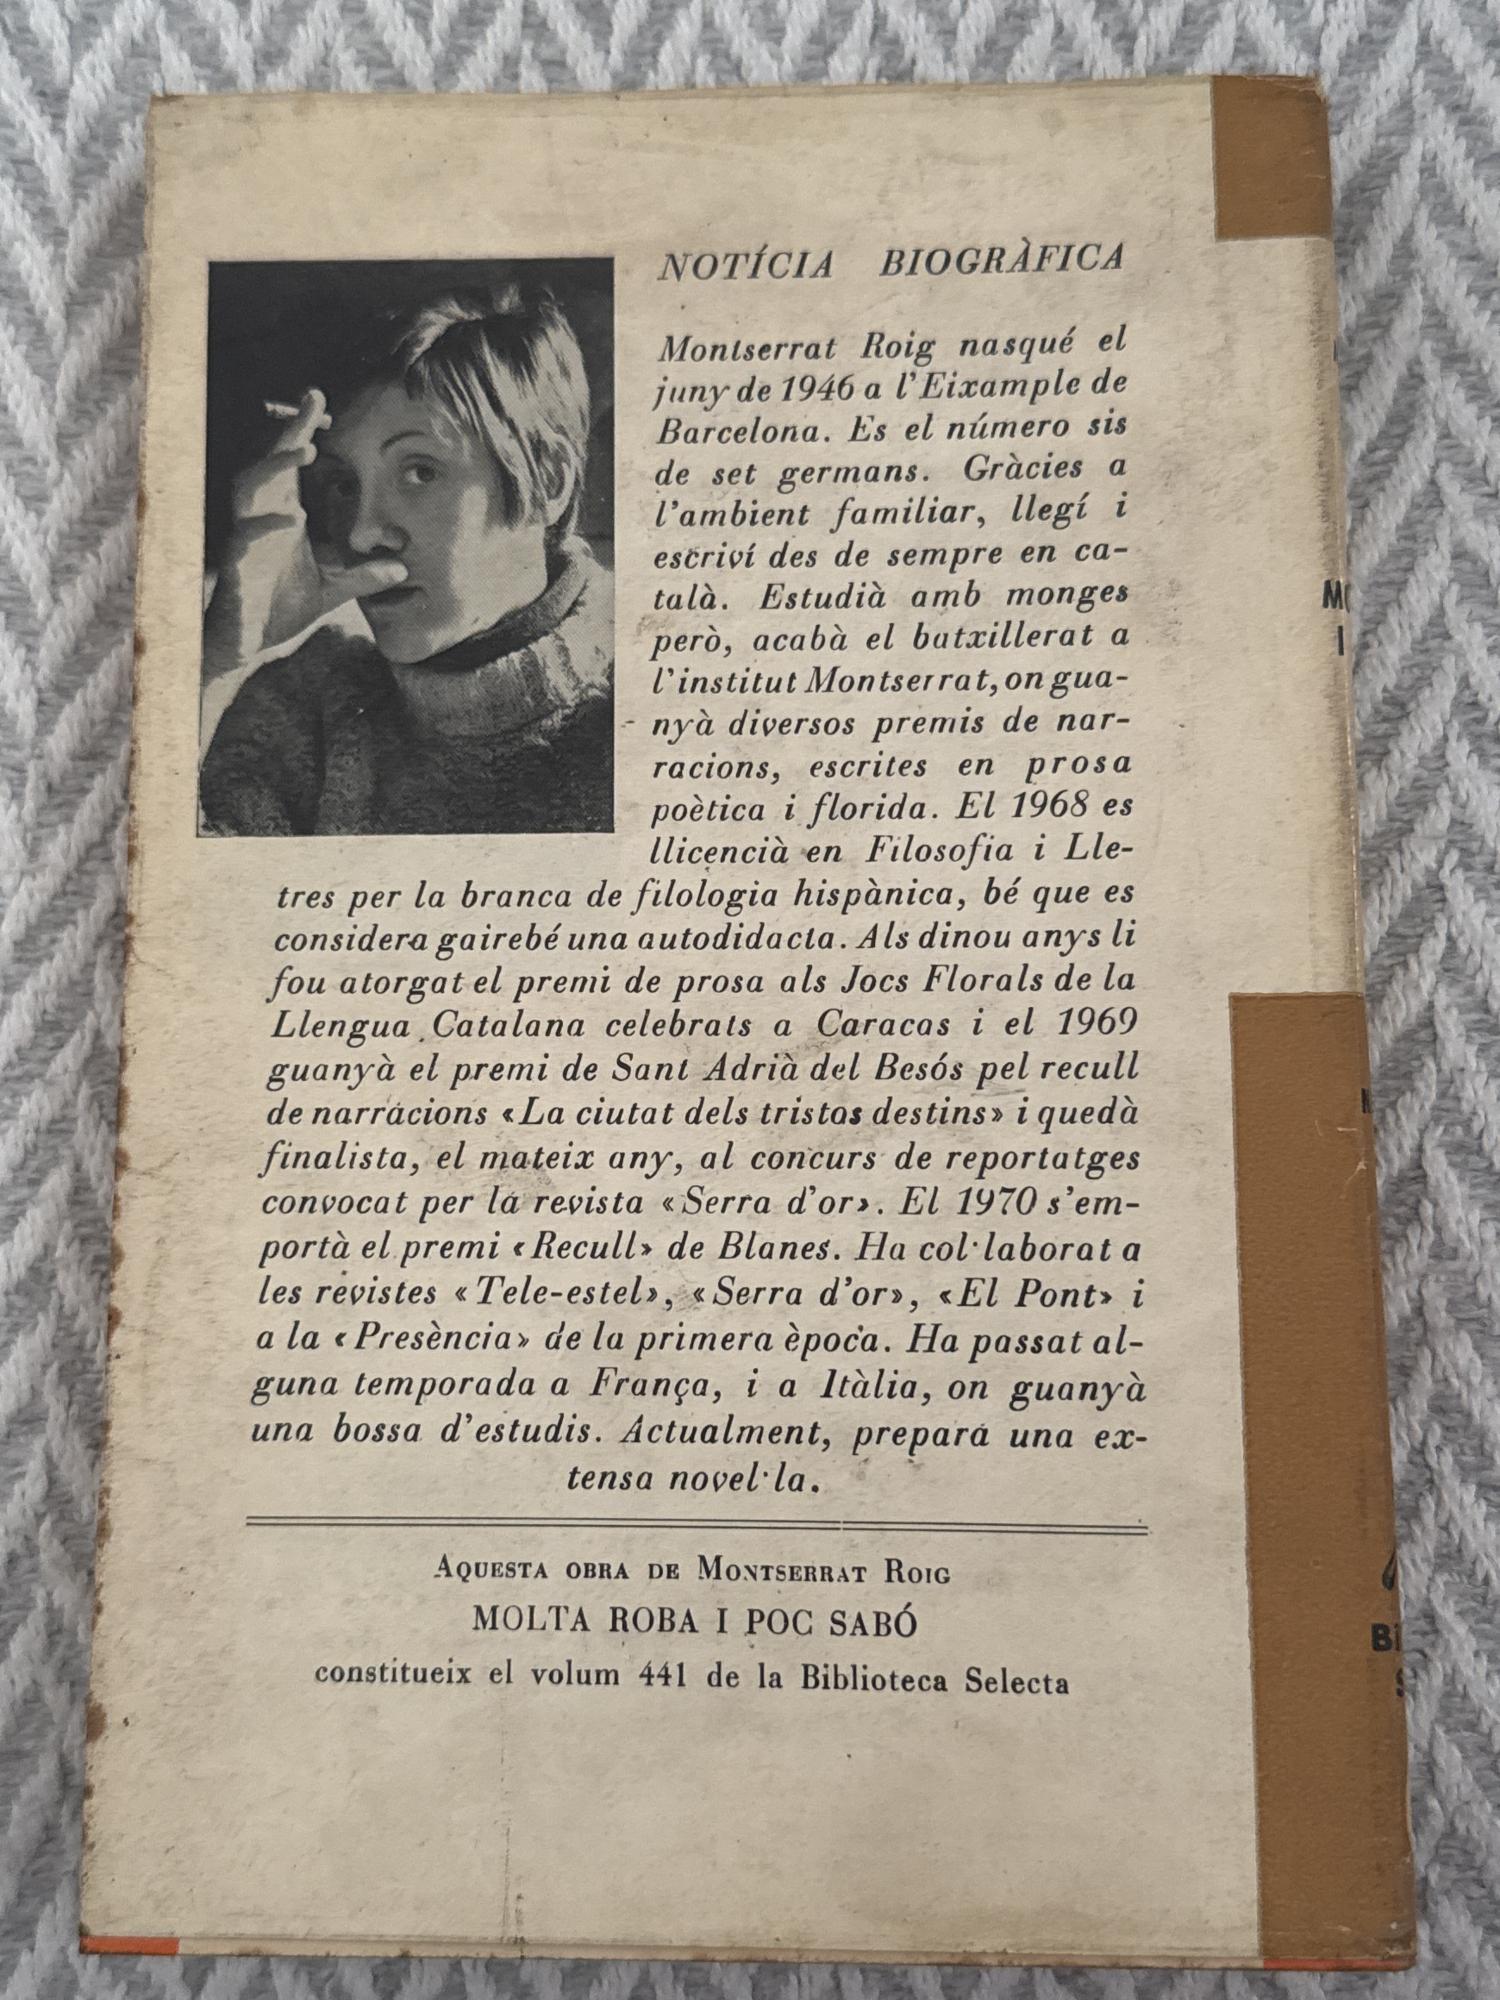 NOTÍCIA BIOGRÀFICA
Montserrat Roig nasqué el
juny de 1946 a l'Eixample de
Barcelona. Es el número sis
de set germans. Gràcies a
l'ambient familiar, llegí i
escriví des de sempre en ca-
talà. Estudià amb monges
però, acabà el batxillerat a
l'institut Montserrat, on gua-
nyà diversos premis de nar-
racions, escrites en prosa
poètica i florida. El 1968 es
llicencià en Filosofia i Lle-
tres per la branca de filologia hispànica, bé que es
considera gairebé una autodidacta. Als dinou anys li
fou atorgat el premi de prosa als Jocs Florals de la
Llengua Catalana celebrats a Caracas i el 1969
guanyà el premi de Sant Adrià del Besós pel recull
de narracions «La ciutat dels tristos destins» i quedà
finalista, el mateix any, al concurs de reportatges
convocat per la revista «Serra d'or». El 1970 s'em-
portà el premi «Recull» de Blanes. Ha col·laborat a
les revistes «Tele-estel», «Serra d'or», «El Pont» i
a la «Presència» de la primera època. Ha passat al-
guna temporada a França, i a Itàlia, on guanyà
una bossa d'estudis. Actualment, prepara una ex-
tensa novel·la.
AQUESTA OBRA DE MONTSERRAT ROIG
MOLTA ROBA I POC SABÓ
constitueix el volum 441 de la Biblioteca Selecta